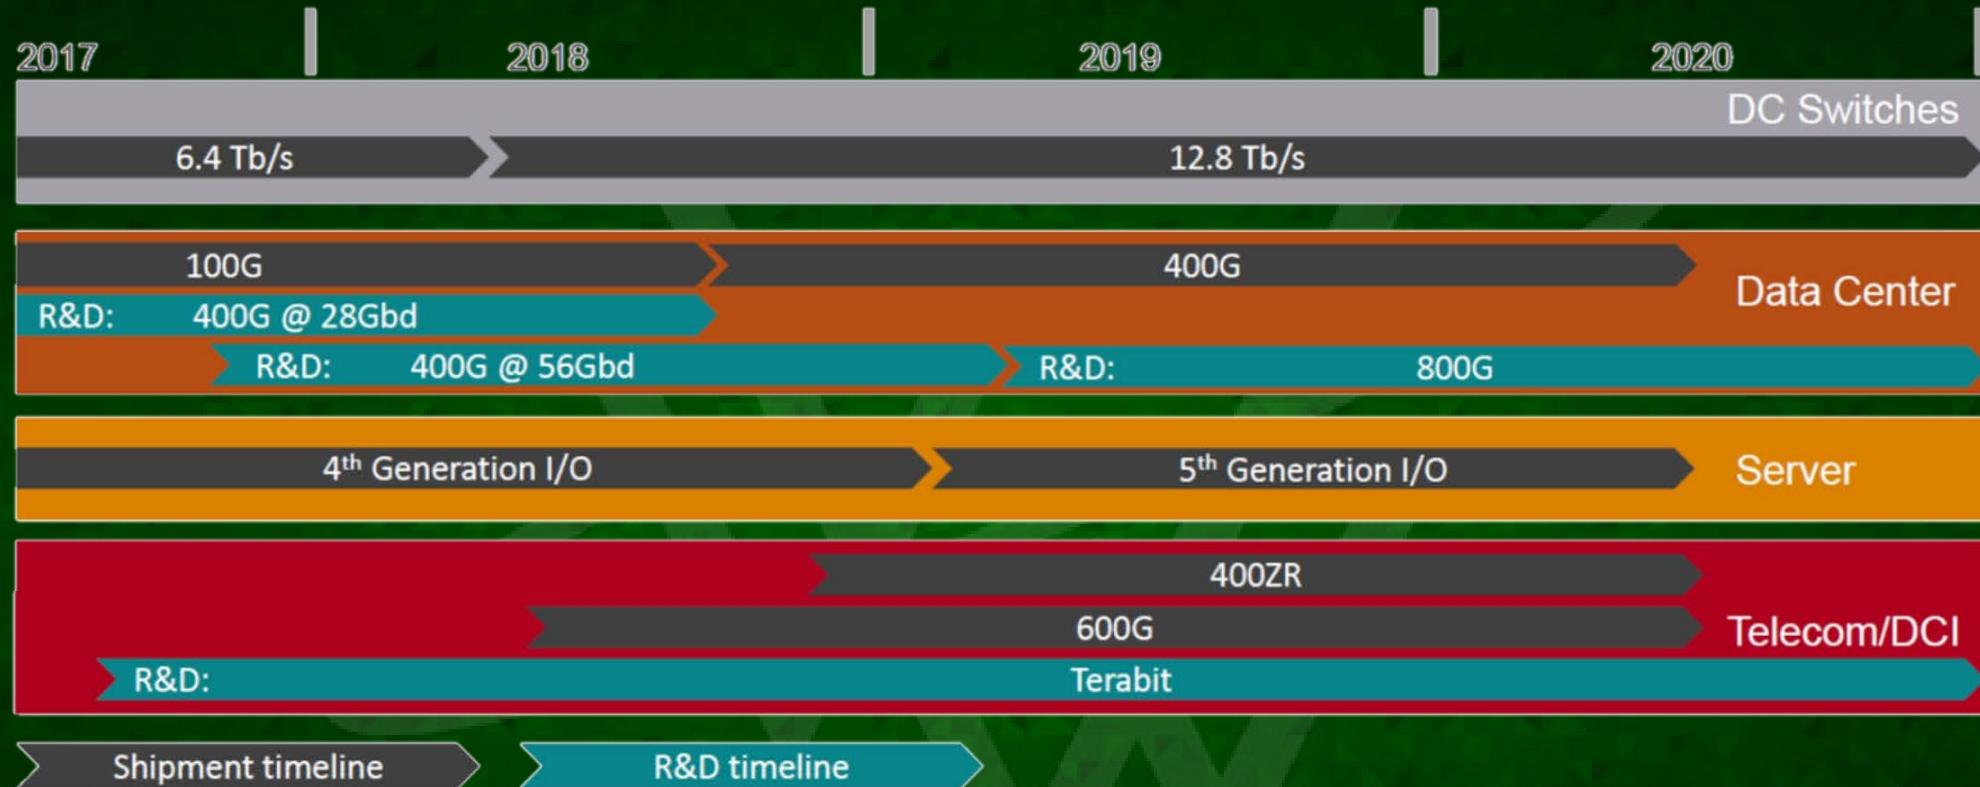 2017 2018 2019 2020
DC Switches
6.4 Tb/s 12.8 Tb/s
100G 400G
Data Center
R&D: 400G @ 28Gbd
R&D: 400G @ 56Gbd R&D: 800G
4th Generation I/O 5th Generation I/O Server
400ZR
600G
Telecom/DCI
R&D: Terabit
Shipment timeline R&D timeline